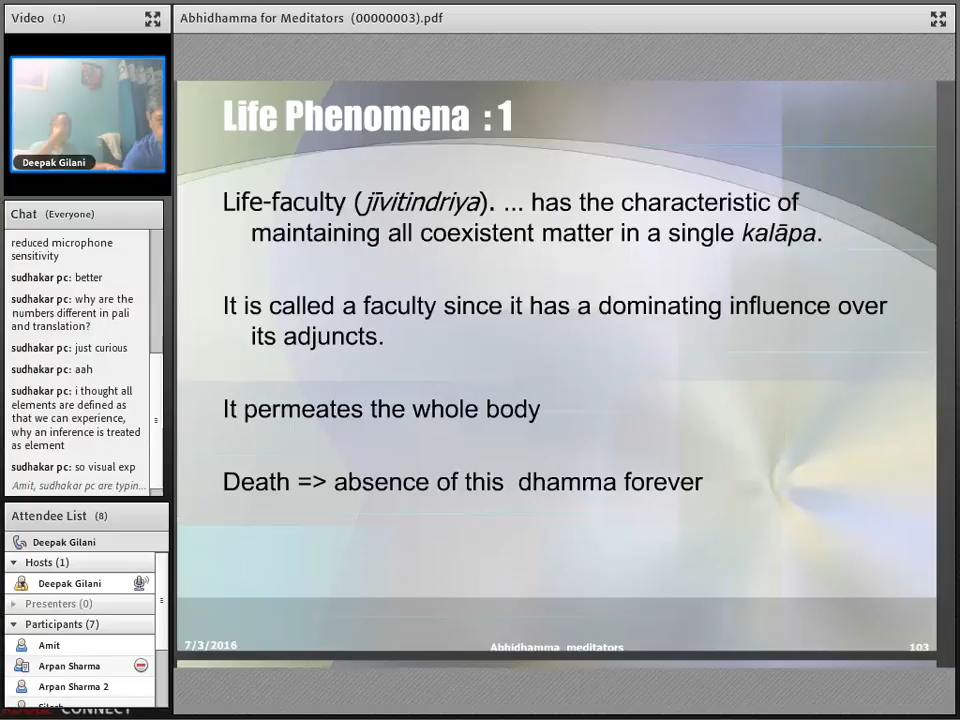 Video (1)
Abhidhamma for Meditators (00000003).pdf
Deepak Gilani
Chat (Everyone)
reduced microphone
sensitivity
sudhakar pc: better
sudhakar pc: why are the
numbers different in pali
and translation?
sudhakar pc: just curious
sudhakar pc: aah
sudhakar pc: i thought all
elements are defined as
that we can experience,
why an inference is treated
as element
sudhakar pc: so visual exp
Amit, sudhakar pc are typin...
Attendee List (8)
Deepak Gilani
Hosts (1)
Deepak Gilani
Presenters (0)
Participants (7)
Amit
Arpan Sharma
Arpan Sharma 2
CONNECT
Life Phenomena : 1
Life-faculty (jīvitindriya). ... has the characteristic of
maintaining all coexistent matter in a single kalāpa.
It is called a faculty since it has a dominating influence over
its adjuncts.
It permeates the whole body
Death => absence of this dhamma forever
7/3/2016
Abhidhamma meditators
103